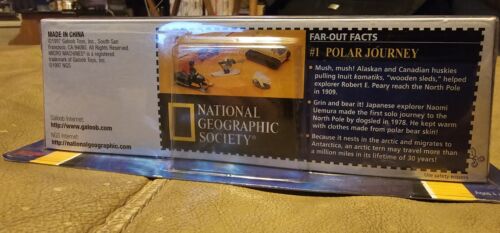 MADE IN CHINA
©1997 Galoob Toys, Inc., South San
Francisco, CA 94080. All Rights Reserved.
MICRO MACHINES® is a registered
trademark of Galoob Toys, Inc.
©1997 NGS
Galoob Internet:
http://www.galoob.com
NGS Internet:
http://nationalgeographic.com
NATIONAL
GEOGRAPHIC
SOCIETY®
FAR-OUT FACTS
#1 POLAR JOURNEY
• Mush, mush! Alaskan and Canadian huskies
pulling Inuit komatiks, "wooden sleds," helped
explorer Robert E. Peary reach the North Pole
in 1909.
• Grin and bear it! Japanese explorer Naomi
Uemura made the first solo journey to the
North Pole by dogsled in 1978. He kept warm
with clothes made from polar bear skin!
• Because it nests in the arctic and migrates to
Antarctica, an arctic tern may travel more than
a million miles in its lifetime of 30 years!
Use safety scissors
Ages